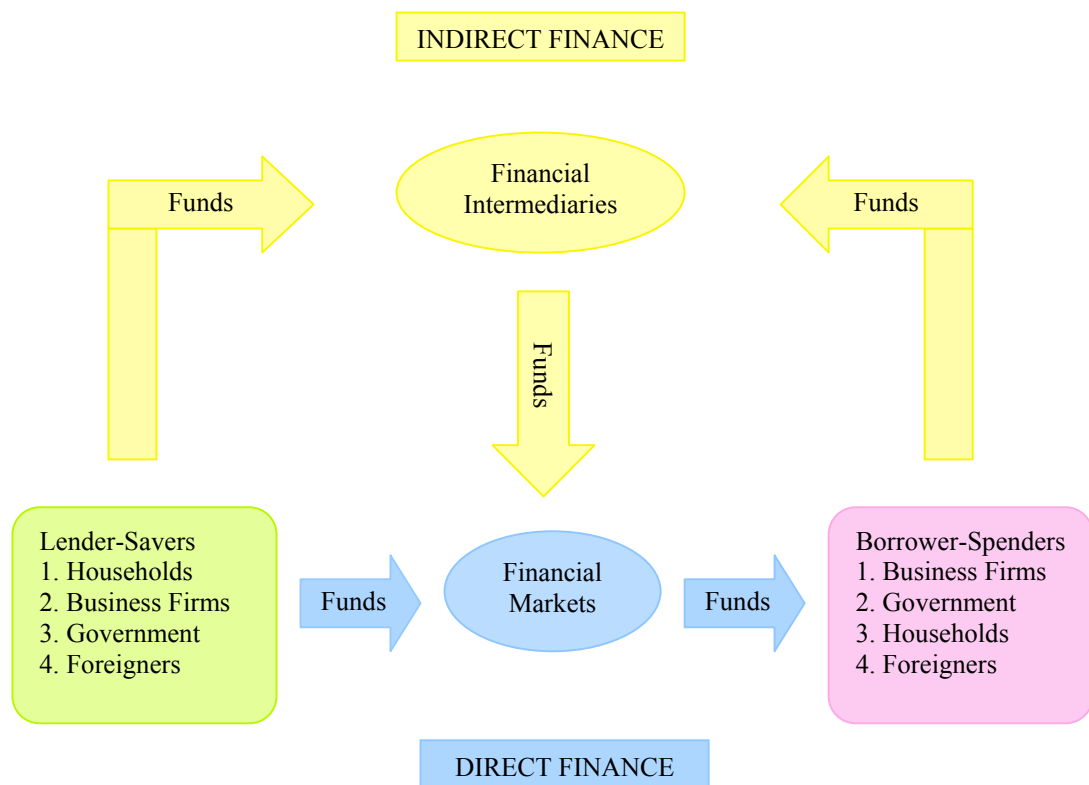 INDIRECT FINANCE
Financial
Intermediaries
Funds
Funds
Funds
Lender-Savers
1. Households
2. Business Firms
3. Government
4. Foreigners
Funds
Financial
Markets
Funds
Borrower-Spenders
1. Business Firms
2. Government
3. Households
4. Foreigners
DIRECT FINANCE